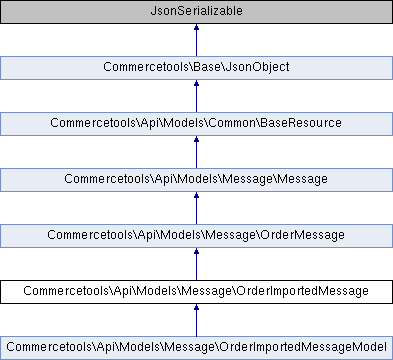 JsonSerializable
Commercetools\Base\JsonObject
Commercetools\Api\Models\Common\BaseResource
Commercetools\Api\Models\Message\Message
Commercetools\Api\Models\Message\OrderMessage
Commercetools\Api\Models\Message\OrderImportedMessage
Commercetools\Api\Models\Message\OrderImportedMessageModel